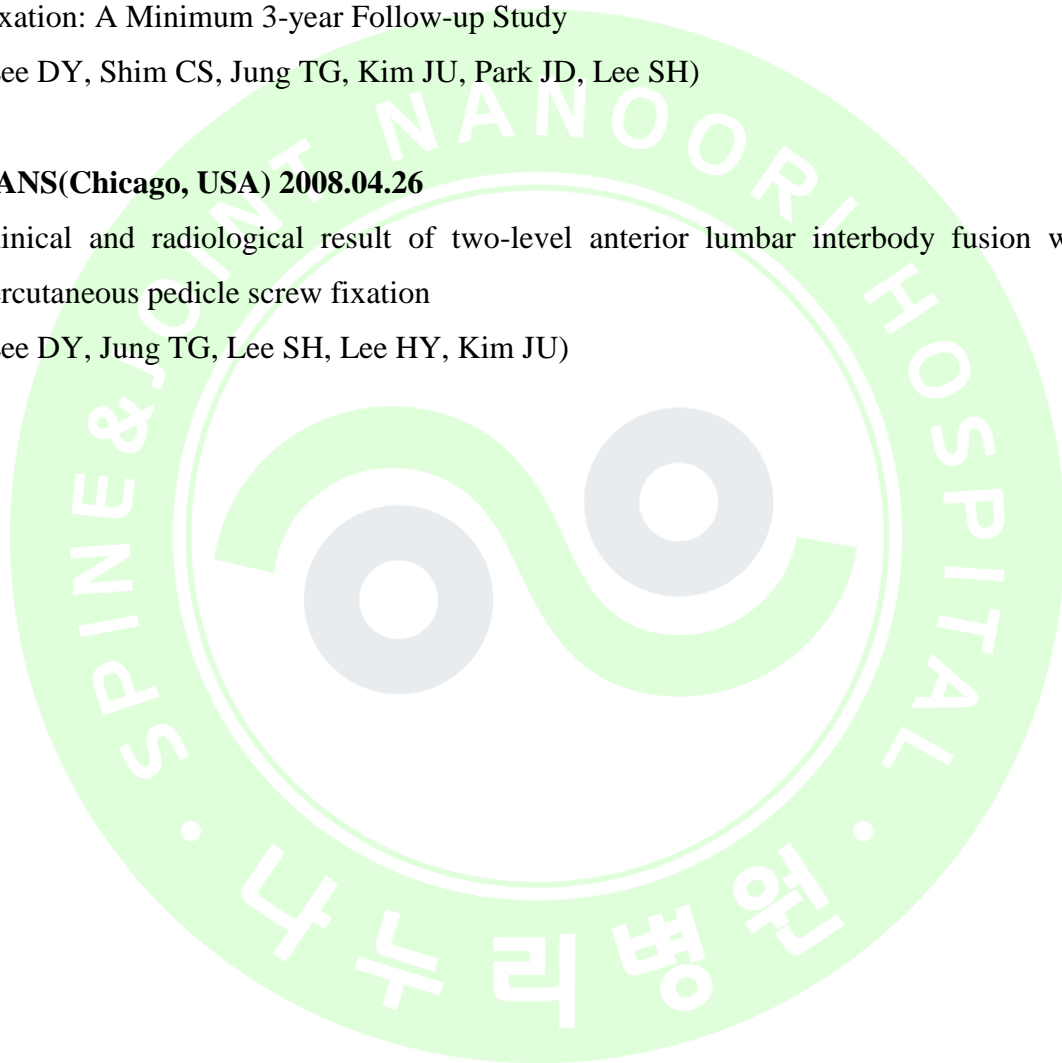 xation: A Minimum 3-year Follow-up Study
ee DY, Shim CS, Jung TG, Kim JU, Park JD, Lee SH)
ANS(Chicago, USA) 2008.04.26
linical and radiological result of two-level anterior lumbar interbody fusion w
ercutaneous pedicle screw fixation
ee DY, Jung TG, Lee SH, Lee HY, Kim JU)
SPINE&JOINT NANOORI HOSPITAL
· 나누리병원 ·